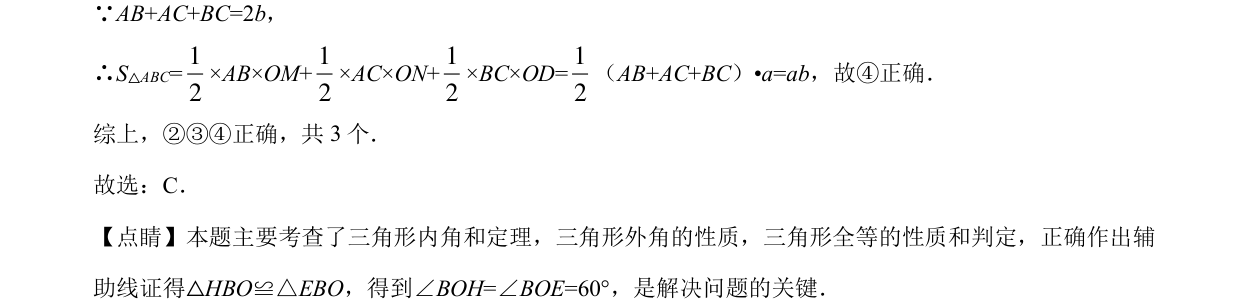 ∵AB+AC+BC=2b，
∴S△ABC=1/2×AB×OM+1/2×AC×ON+1/2×BC×OD=1/2（AB+AC+BC）•a=ab，故④正确．
综上，②③④正确，共 3 个．
故选：C．
【点睛】本题主要考查了三角形内角和定理，三角形外角的性质，三角形全等的性质和判定，正确作出辅
助线证得△HBO≌△EBO，得到∠BOH=∠BOE=60°，是解决问题的关键．